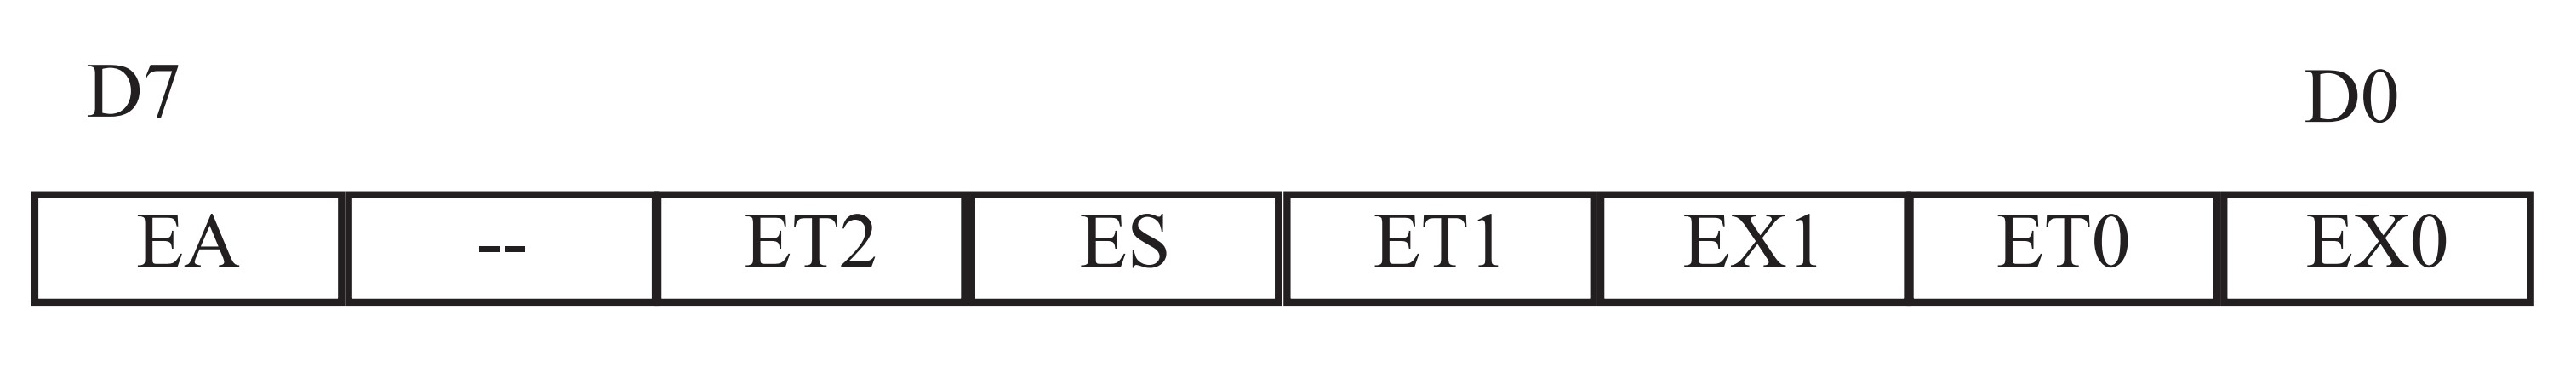 D7 D0
EA -- ET2 ES ET1 EX1 ET0 EX0